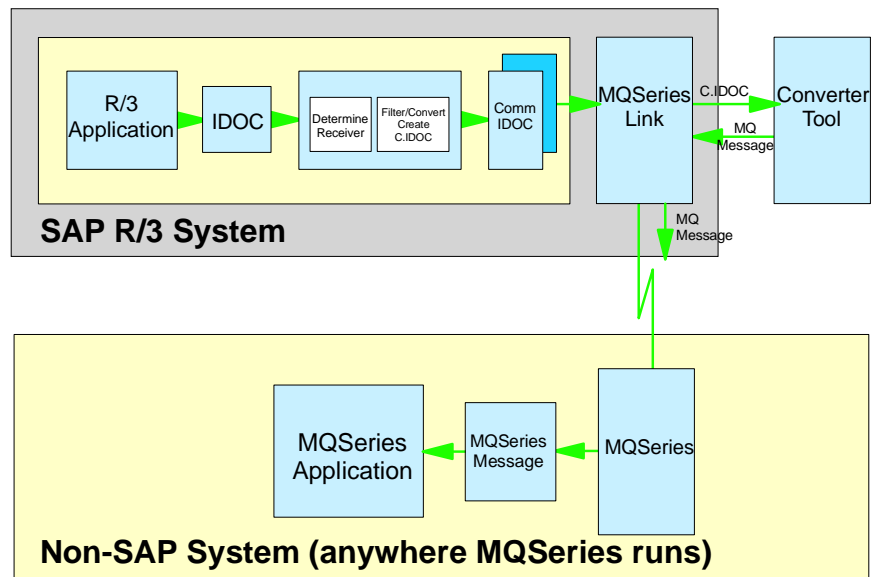 R/3
Application
IDOC
Determine
Receiver
Filter/Convert
Create
C.IDOC
Comm
IDOC
MQSeries
Link
C.IDOC
MQ
Message
Converter
Tool
SAP R/3 System
MQ
Message
MQSeries
Application
MQSeries
Message
MQSeries
Non-SAP System (anywhere MQSeries runs)